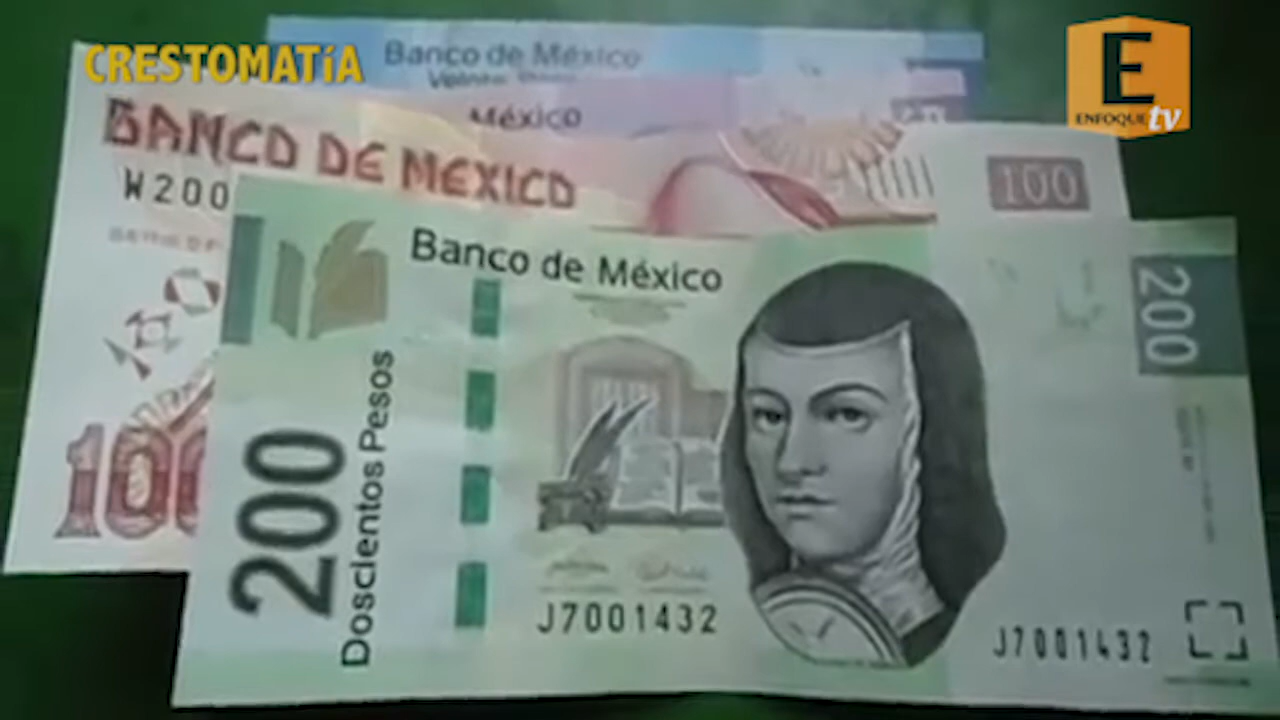 CRESTOMATíA
E
ENFOQUE tv
Banco de México
México
BANCO DE MEXICO
100
W200
Banco de México
200
100
200
Doscientos Pesos
J7001432
J7001432